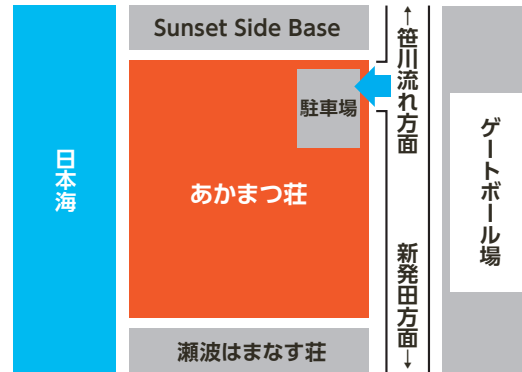 Sunset Side Base
↑笹川流れ方面
駐車場
日本海
あかまつ荘
ゲートボール場
新発田方面↓
瀬波はまなす荘